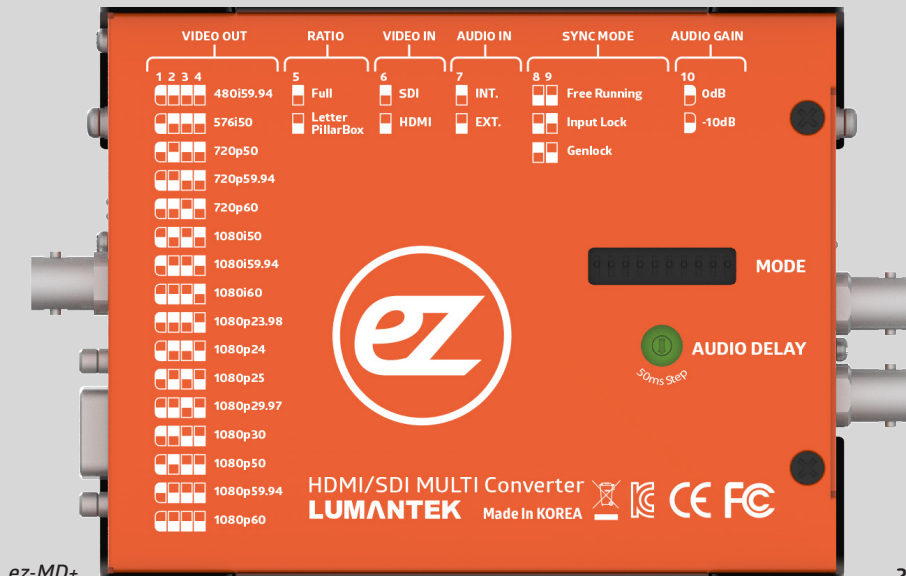 VIDEO OUT RATIO VIDEO IN AUDIO IN SYNC MODE AUDIO GAIN
1 2 3 4 5 6 7 8 9 10
480i59.94 Full SDI INT. Free Running 0dB
576i50 Letter PillarBox HDMI EXT. Input Lock -10dB
720p50 Genlock
720p59.94
720p60
1080i50
1080i59.94
1080i60
1080p23.98
1080p24
1080p25
1080p29.97
1080p30
1080p50
1080p59.94
1080p60
MODE
AUDIO DELAY
50ms Step
ez
HDMI/SDI MULTI Converter
LUMANTEK Made In KOREA CE FC
ez-MD+ 2